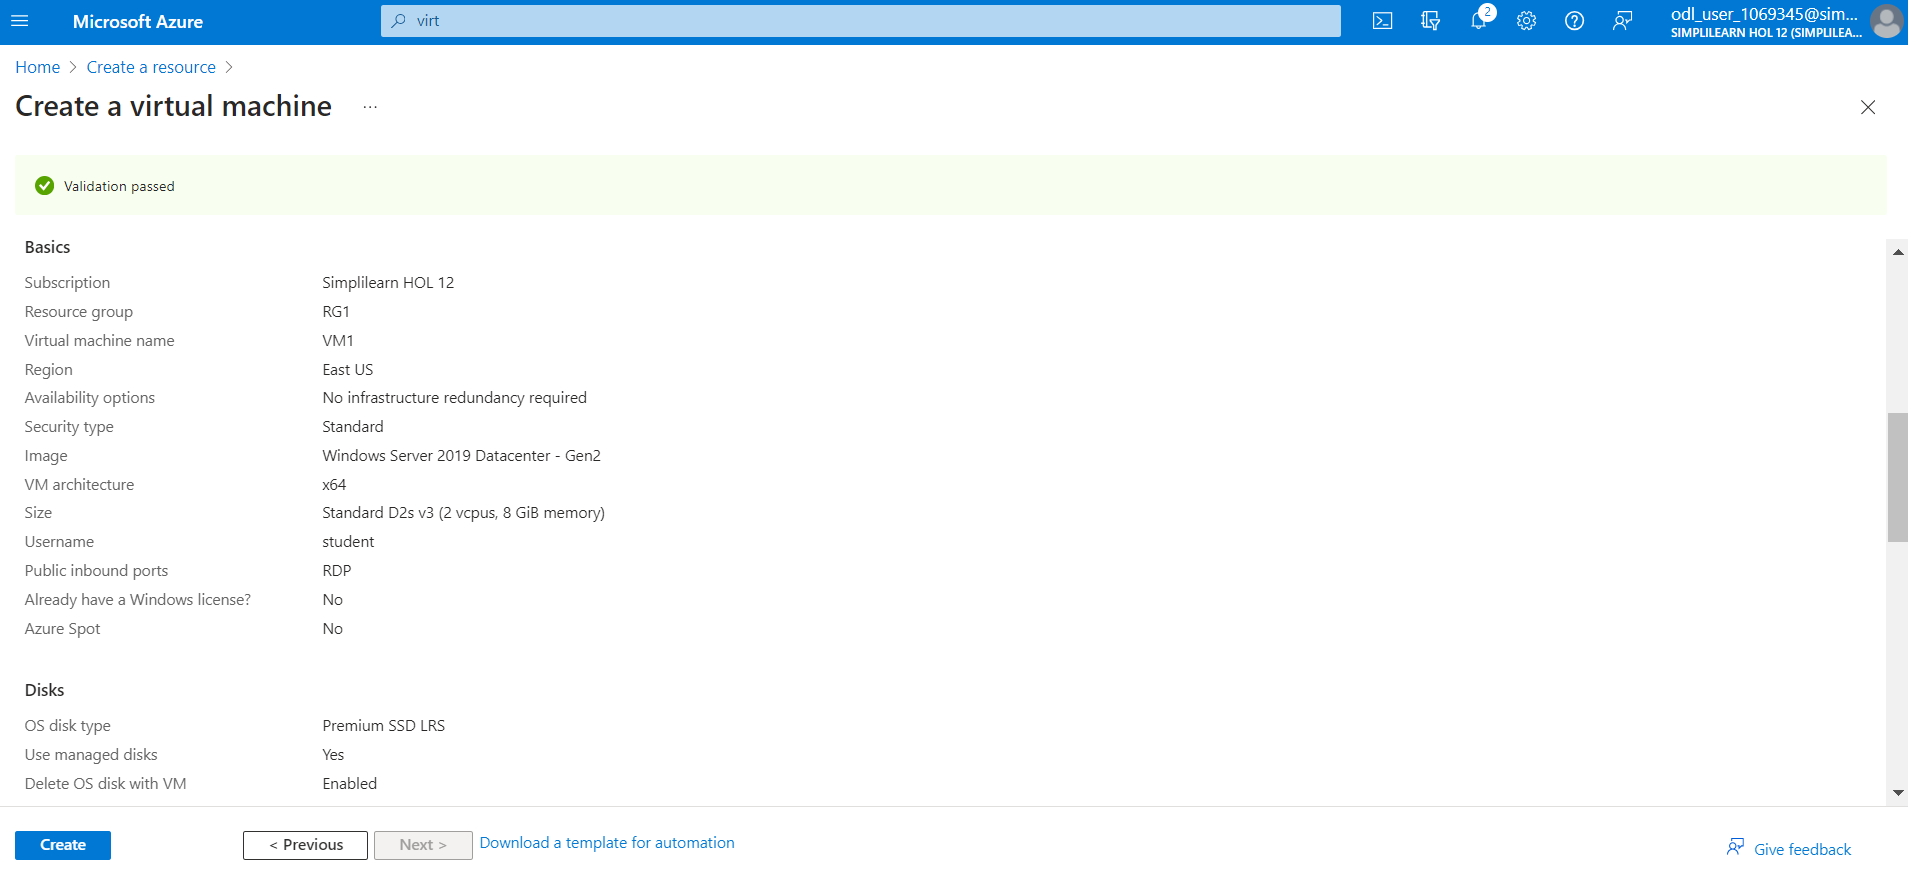 Microsoft Azure
virt
2
odl_user_1069345@sim...
SIMPLILEARN HOL 12 (SIMPLILEA...
Home > Create a resource >
Create a virtual machine ...
Validation passed
Basics
Subscription Simplilearn HOL 12
Resource group RG1
Virtual machine name VM1
Region East US
Availability options No infrastructure redundancy required
Security type Standard
Image Windows Server 2019 Datacenter - Gen2
VM architecture x64
Size Standard D2s v3 (2 vcpus, 8 GiB memory)
Username student
Public inbound ports RDP
Already have a Windows license? No
Azure Spot No
Disks
OS disk type Premium SSD LRS
Use managed disks Yes
Delete OS disk with VM Enabled
Create < Previous Next > Download a template for automation Give feedback